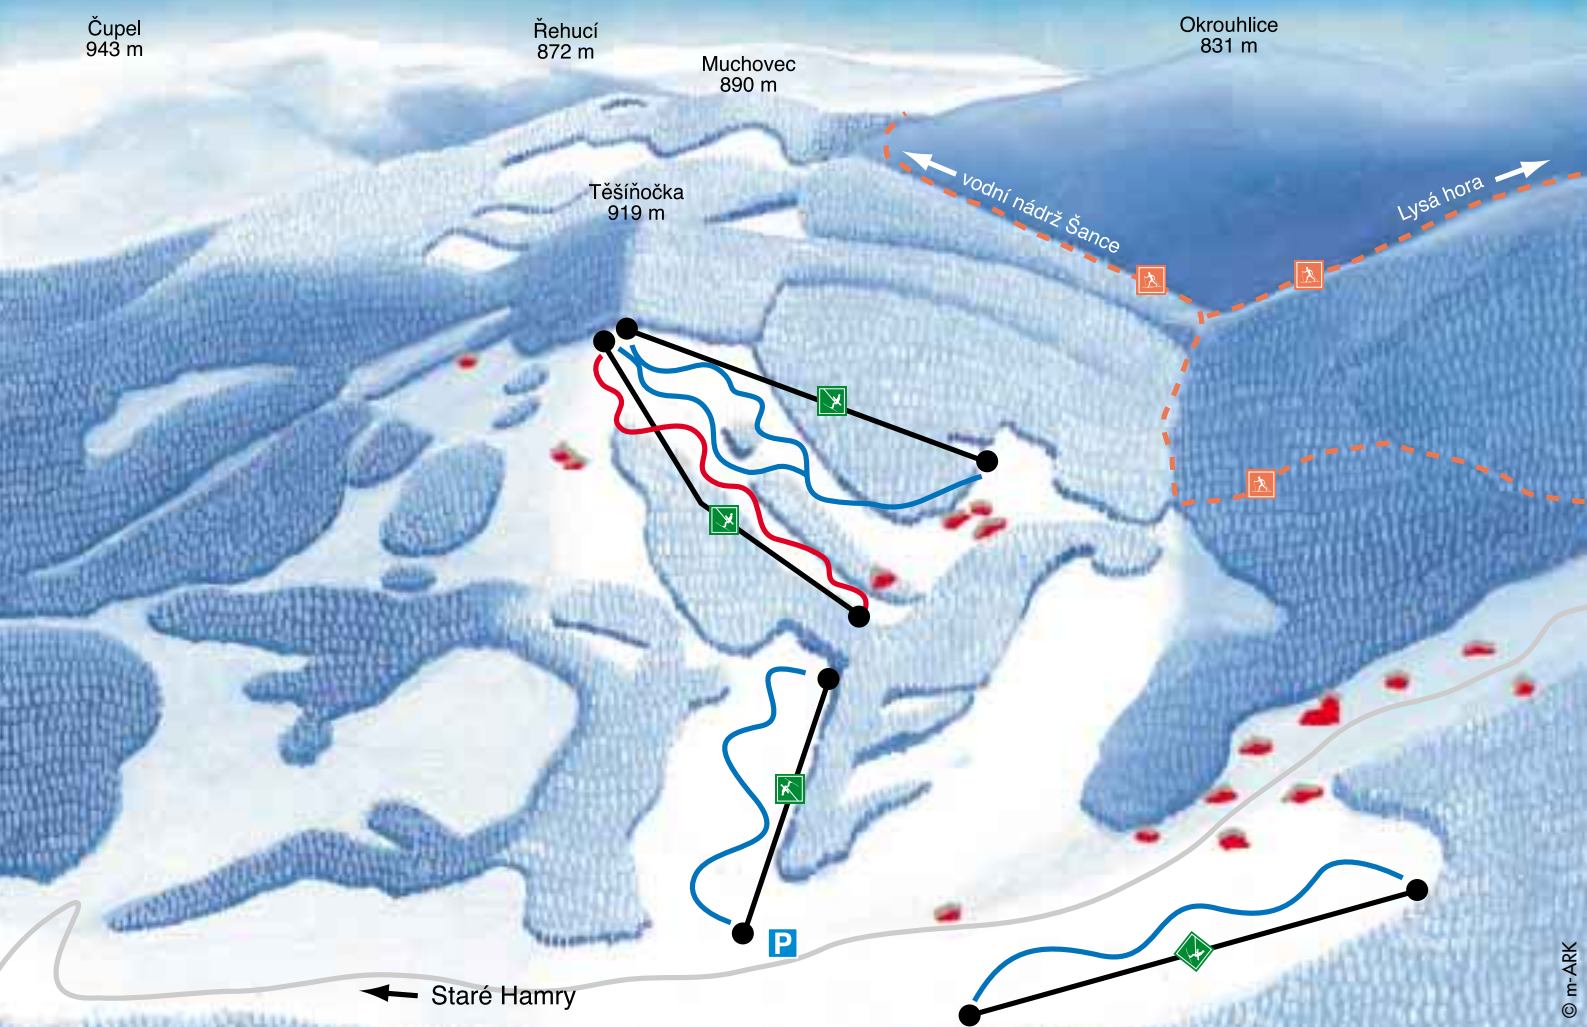 Čupel
943 m
Řehucí
872 m
Muchovec
890 m
Okrouhlice
831 m
Těšíňočka
919 m
vodní nádrž Šance
Lysá hora
P
Staré Hamry
© m-ARK